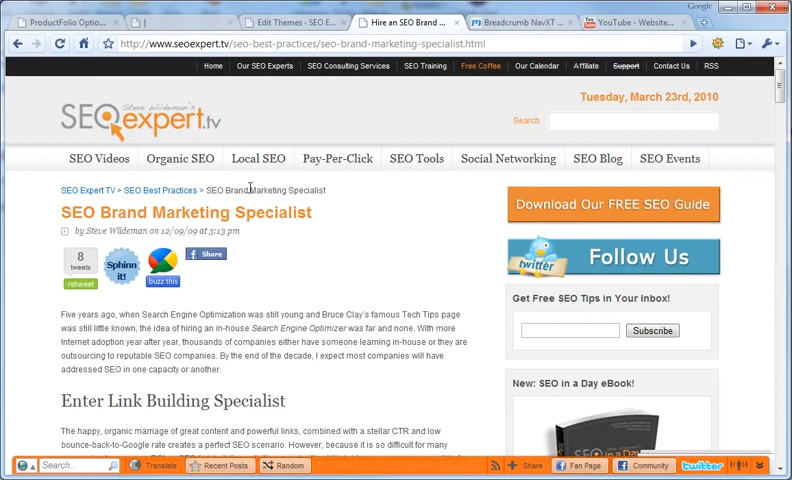 Google
ProductFolio Optio...
Edit Themes - SEO E...
Hire an SEO Brand ...
Breadcrumb NavXT ...
YouTube - Website...
http://www.seoexpert.tv/seo-best-practices/seo-brand-marketing-specialist.html
Home Our SEO Experts SEO Consulting Services SEO Training Free Coffee Our Calendar Affiliate Support Contact Us RSS
Tuesday, March 23rd, 2010
Steve Wiideman's
SEOexpert.tv
Search
SEO Videos Organic SEO Local SEO Pay-Per-Click SEO Tools Social Networking SEO Blog SEO Events
SEO Expert TV > SEO Best Practices > SEO Brand Marketing Specialist
SEO Brand Marketing Specialist
by Steve Wiideman on 12/09/09 at 3:13 pm
8
tweets
retweet
Sphinn
it!
buzz this
Share
Five years ago, when Search Engine Optimization was still young and Bruce Clay's famous Tech Tips page
was still little known, the idea of hiring an in-house Search Engine Optimizer was far and none. With more
Internet adoption year after year, thousands of companies either have someone learning in-house or they are
outsourcing to reputable SEO companies. By the end of the decade, I expect most companies will have
addressed SEO in one capacity or another.
Enter Link Building Specialist
The happy, organic marriage of great content and powerful links, combined with a stellar CTR and low
bounce-back-to-Google rate creates a perfect SEO scenario. However, because it is so difficult for many
Download Our FREE SEO Guide
twitter
Follow Us
Get Free SEO Tips in Your Inbox!
Subscribe
New: SEO in a Day eBook!
SEO in a Day
Search...
Translate
Recent Posts
Random
Share
Fan Page
Community
twitter